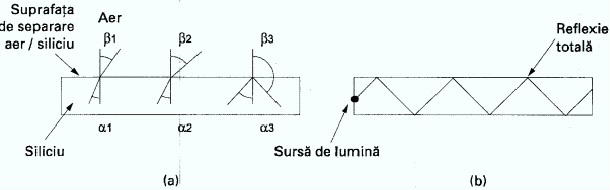 Suprafața
de separare
aer / siliciu
Aer
β1
β2
β3
α1
α2
α3
Siliciu
(a)
Reflexie
totală
Sursă de lumină
(b)